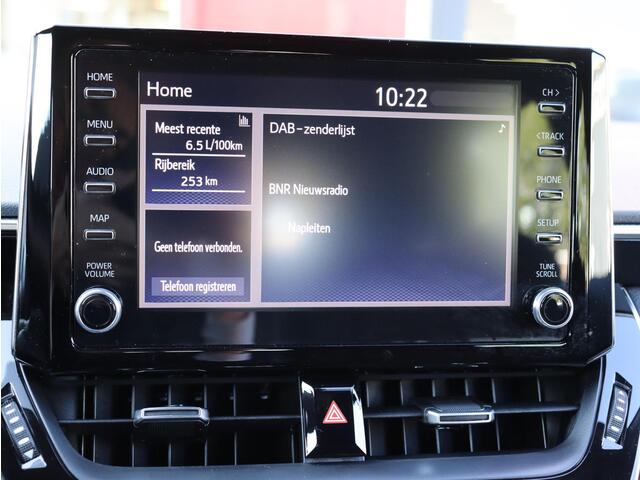 HOME
MENU
AUDIO
MAP
POWER
VOLUME
Home
10:22
Meest recente
6.5 L/100km
Rijbereik
253 km
Geen telefoon verbonden.
Telefoon registreren
DAB-zenderlijst
BNR Nieuwsradio
Napleiten
CH >
< TRACK
PHONE
SETUP
TUNE
SCROLL